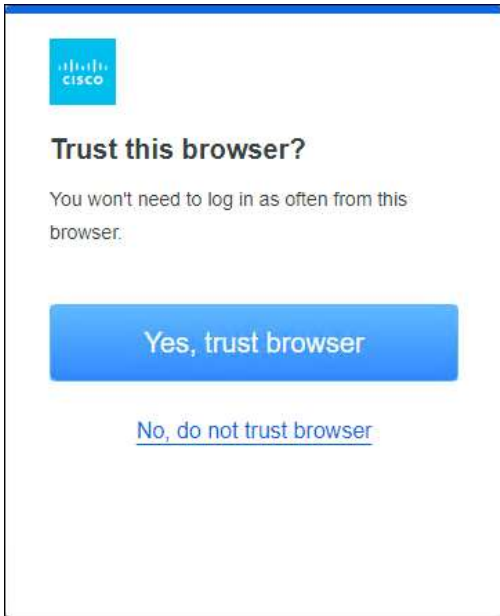 CISCO
Trust this browser?
You won't need to log in as often from this
browser.
Yes, trust browser
No, do not trust browser